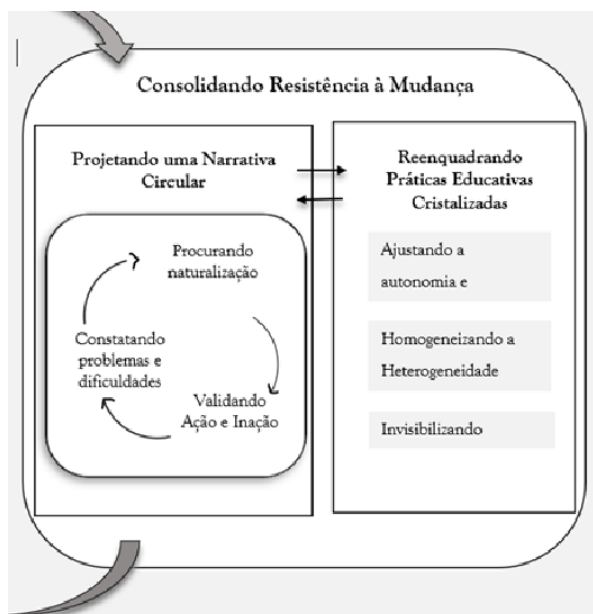 Consolidando Resistência à Mudança
Projetando uma Narrativa
Circular
Procurando
naturalização
Constatando
problemas e
dificuldades
Validando
Ação e Inação
Reenquadrando
Práticas Educativas
Cristalizadas
Ajustando a
autonomia e
Homogeneizando a
Heterogeneidade
Invisibilizando